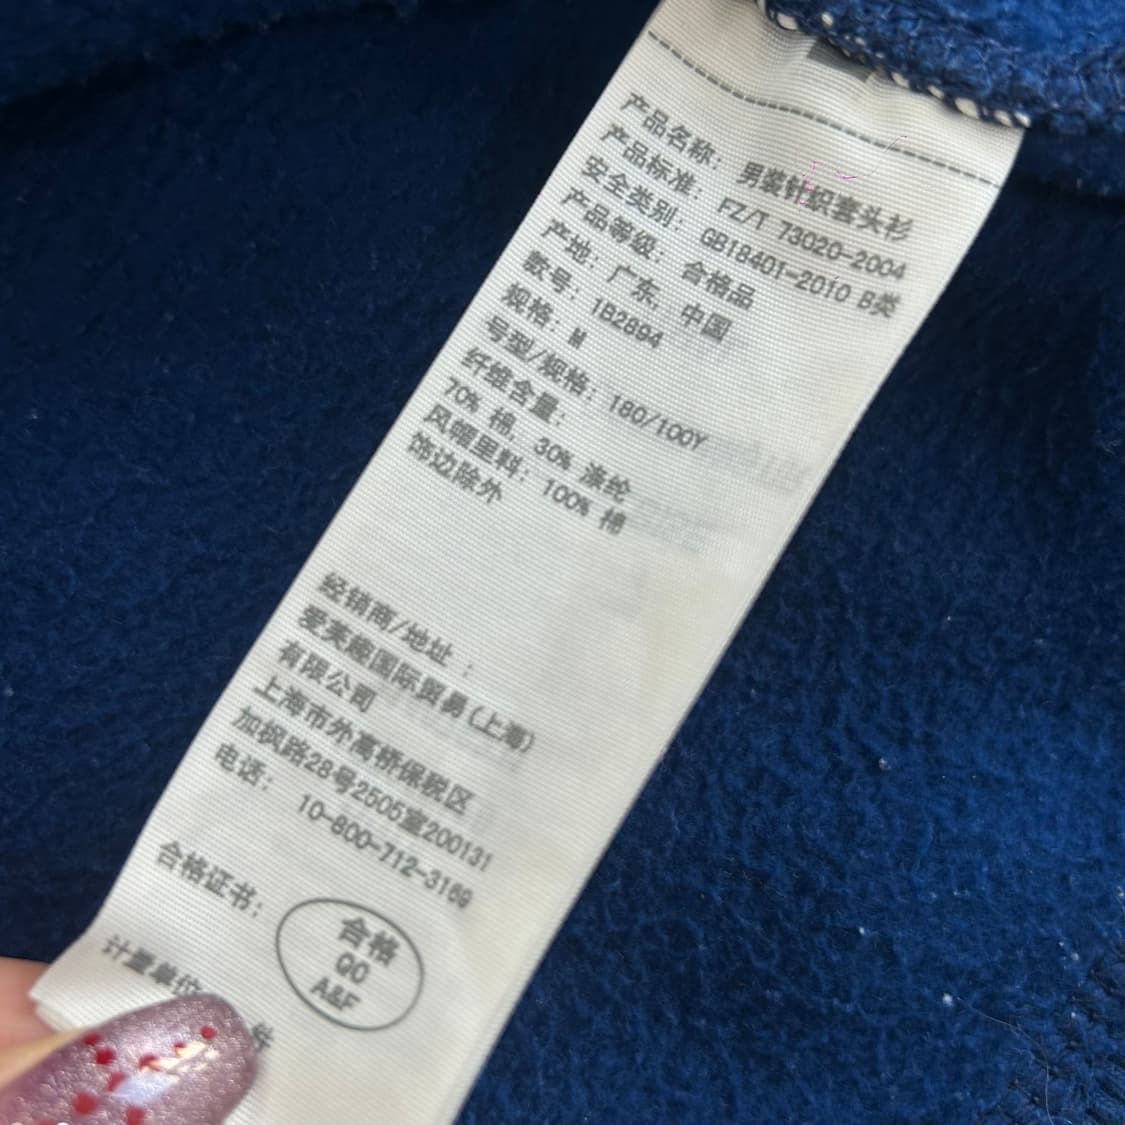 产品名称： 男装针织套头衫
产品标准： FZ/T 73020-2004
安全类别： GB18401-2010 B类
产品等级： 合格品
产地： 广东，中国
款号： IB2894
规格： M
号型/规格： 180/100Y
纤维含量：
70% 棉， 30% 涤纶
风帽里料： 100% 棉
饰边除外
经销商/地址 ：
爱芙趣国际贸易(上海)
有限公司
上海市外高桥保税区
加枫路28号2505室200131
电话： 10-800-712-3169
合格证书：
合格
QC
A&F
计量单位 件